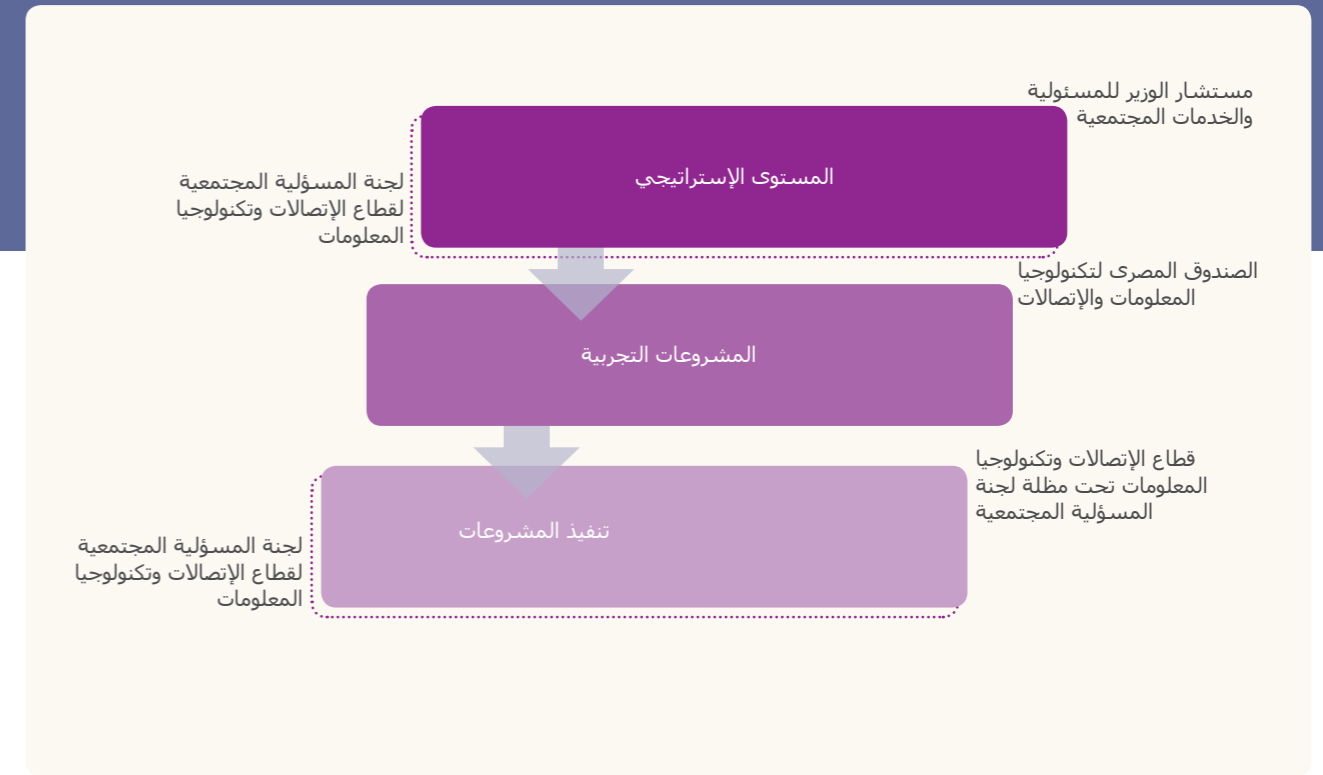 مستشار الوزير للمسئولية
والخدمات المجتمعية
المستوى الإستراتيجي
لجنة المسؤلية المجتمعية
لقطاع الإتصالات وتكنولوجيا
المعلومات
الصندوق المصرى لتكنولوجيا
المعلومات والإتصالات
المشروعات التجربية
قطاع الإتصالات وتكنولوجيا
المعلومات تحت مظلة لجنة
المسؤلية المجتمعية
تنفيذ المشروعات
لجنة المسؤلية المجتمعية
لقطاع الإتصالات وتكنولوجيا
المعلومات